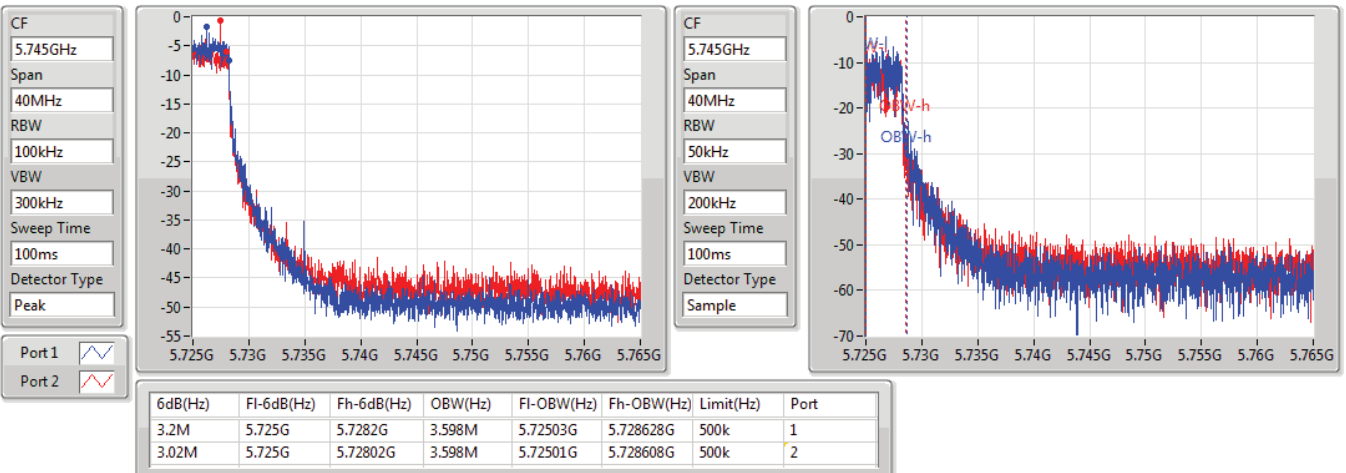 CF
5.745GHz
Span
40MHz
RBW
100kHz
VBW
300kHz
Sweep Time
100ms
Detector Type
Peak
Port 1
Port 2
0
-5
-10
-15
-20
-25
-30
-35
-40
-45
-50
-55
5.725G 5.73G 5.735G 5.74G 5.745G 5.75G 5.755G 5.76G 5.765G
CF
5.745GHz
Span
40MHz
RBW
50kHz
VBW
200kHz
Sweep Time
100ms
Detector Type
Sample
0
-10
-20
-30
-40
-50
-60
-70
OBW-h
OBW-h
5.725G 5.73G 5.735G 5.74G 5.745G 5.75G 5.755G 5.76G 5.765G
6dB(Hz) Fl-6dB(Hz) Fh-6dB(Hz) OBW(Hz) Fl-OBW(Hz) Fh-OBW(Hz) Limit(Hz) Port
3.2M 5.725G 5.7282G 3.598M 5.72503G 5.728628G 500k 1
3.02M 5.725G 5.72802G 3.598M 5.72501G 5.728608G 500k 2